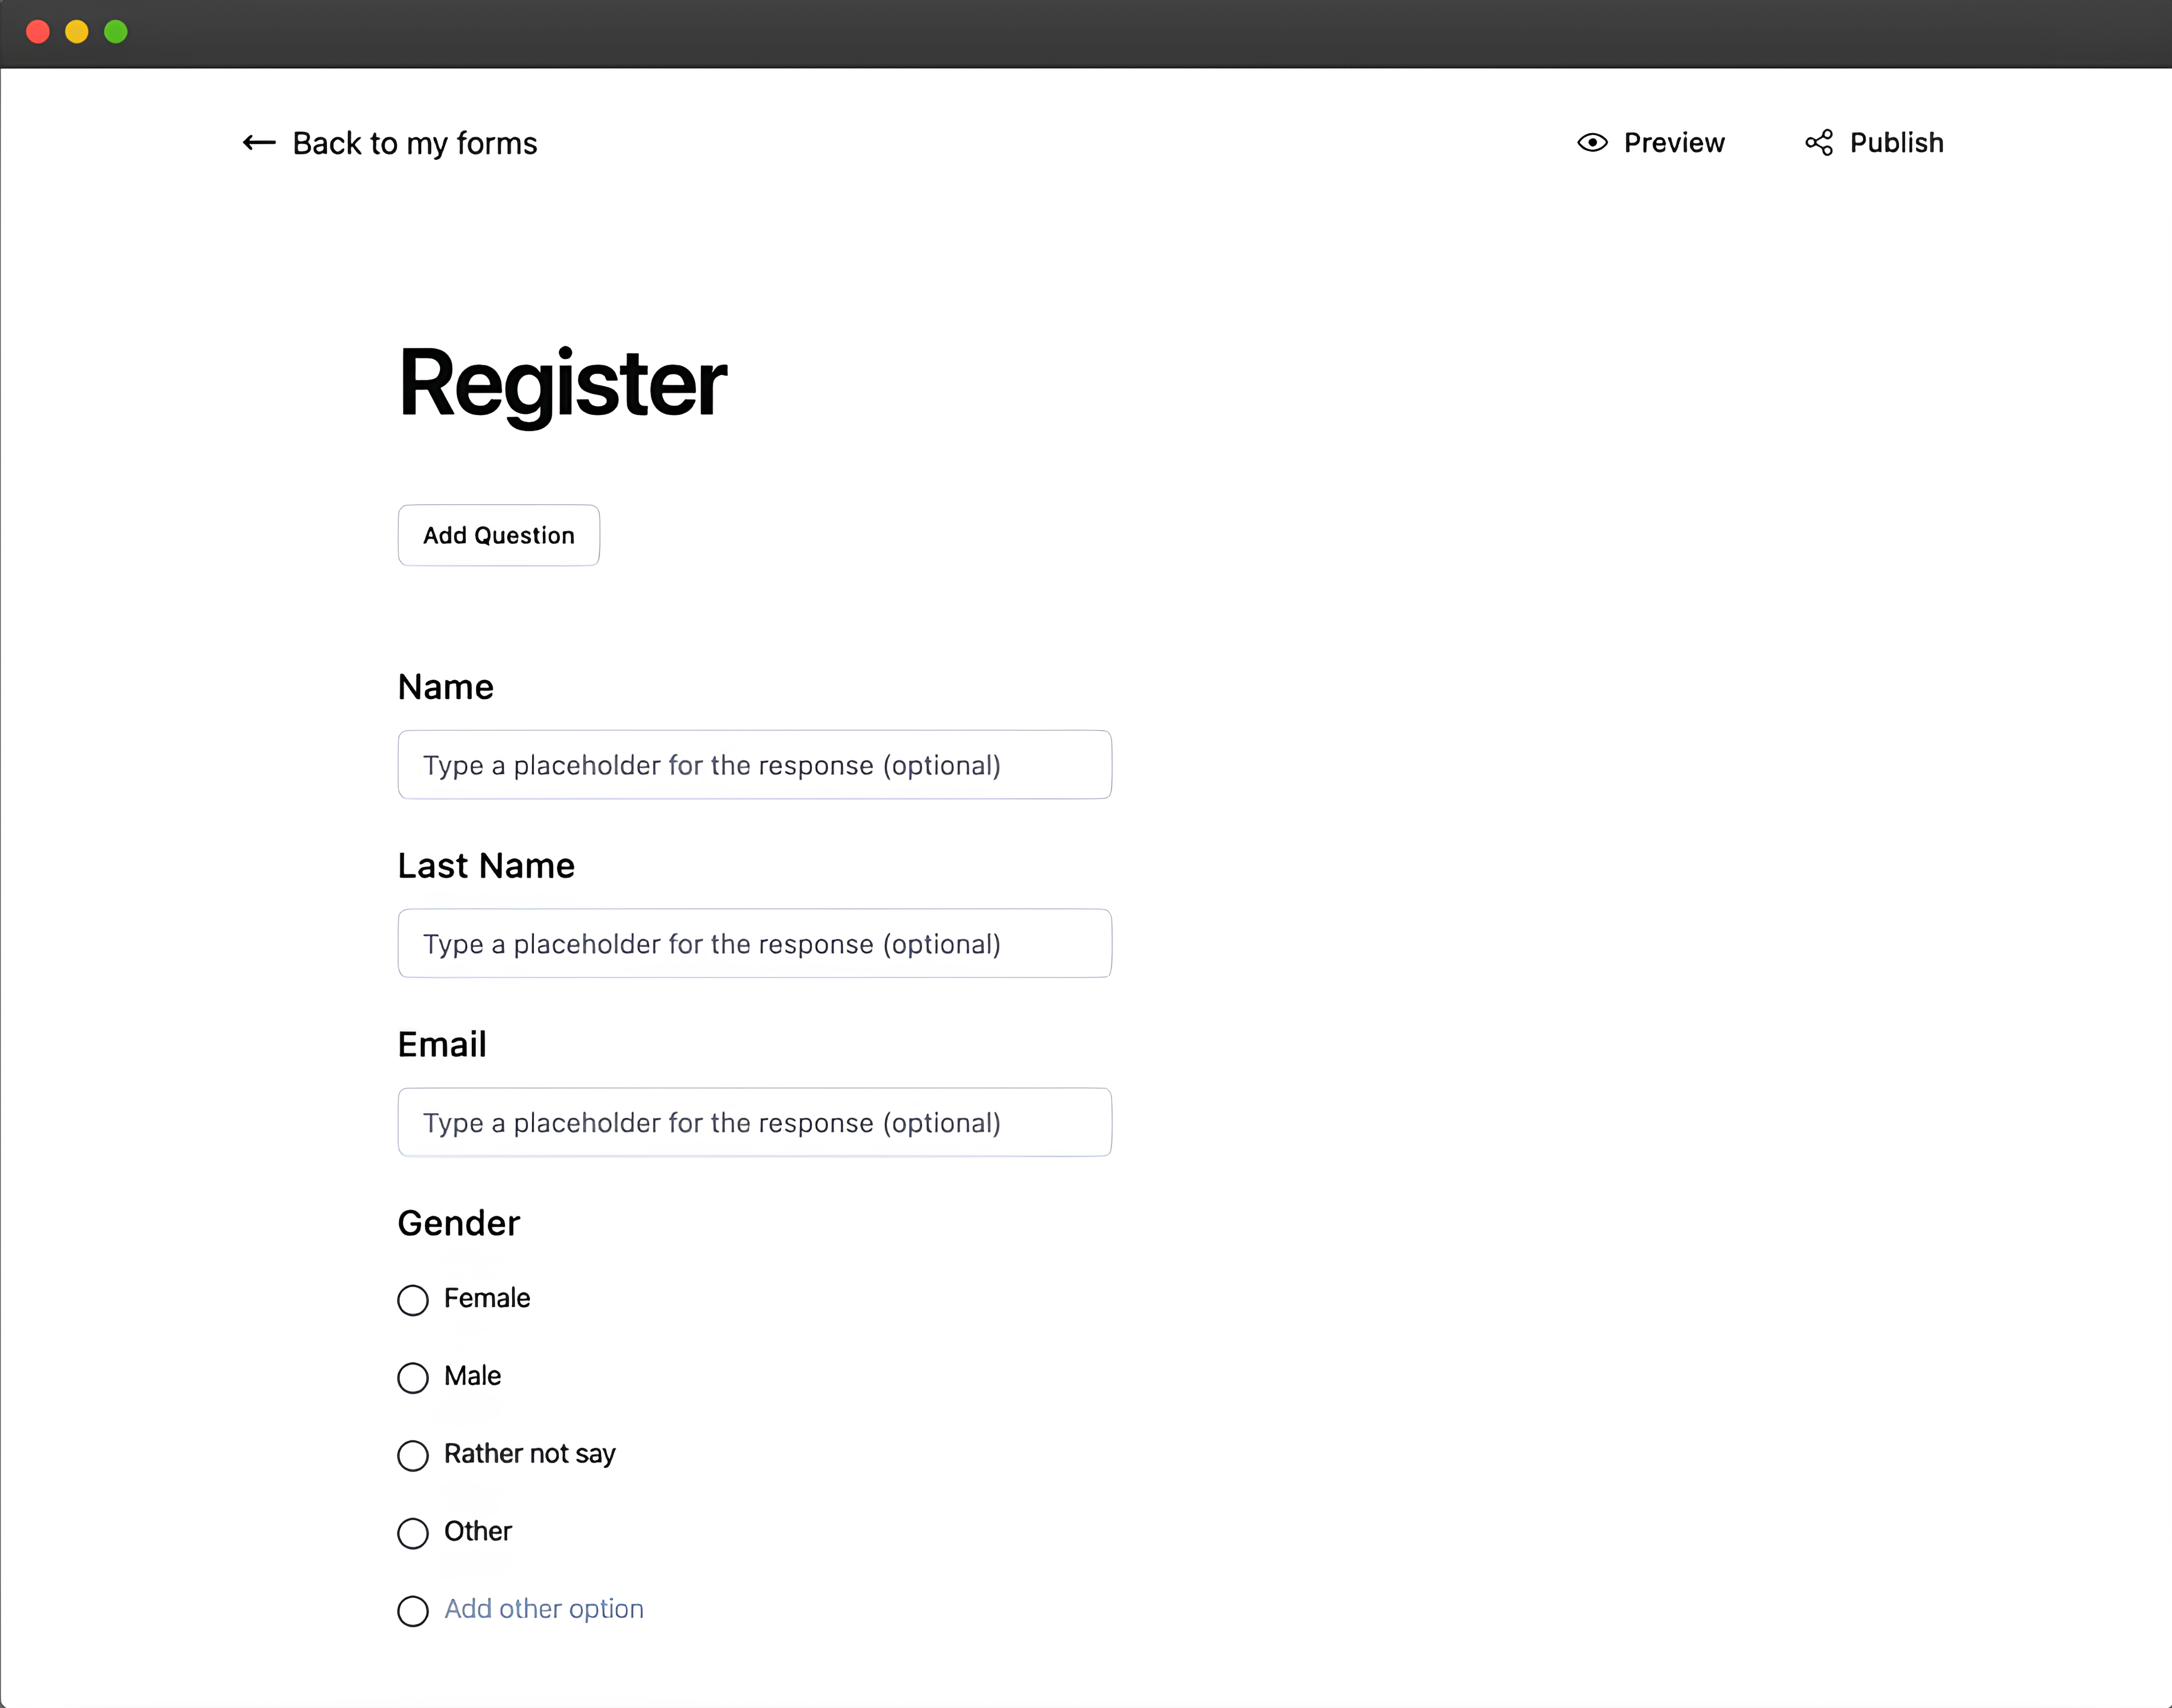 Back to my forms
Preview
Publish
Register
Add Question
Name
Type a placeholder for the response (optional)
Last Name
Type a placeholder for the response (optional)
Email
Type a placeholder for the response (optional)
Gender
Female
Male
Rather not say
Other
Add other option